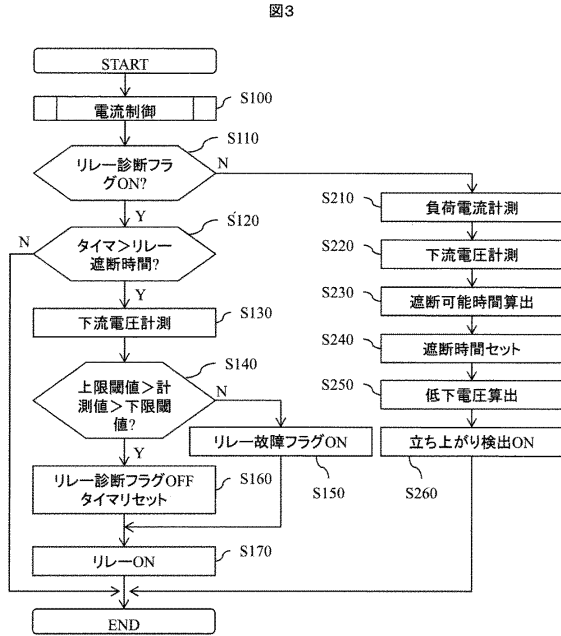 図3
START
電流制御
S100
S110
リレー診断フラ
グON?
N
Y
S120
N
タイマ>リレー
遮断時間?
Y
下流電圧計測
S130
S140
上限閾値>計
測値>下限閾
値?
N
Y
リレー故障フラグON
S150
リレー診断フラグOFF
タイマリセット
S160
リレーON
S170
END
S210
負荷電流計測
S220
下流電圧計測
S230
遮断可能時間算出
S240
遮断時間セット
S250
低下電圧算出
立ち上がり検出ON
S260